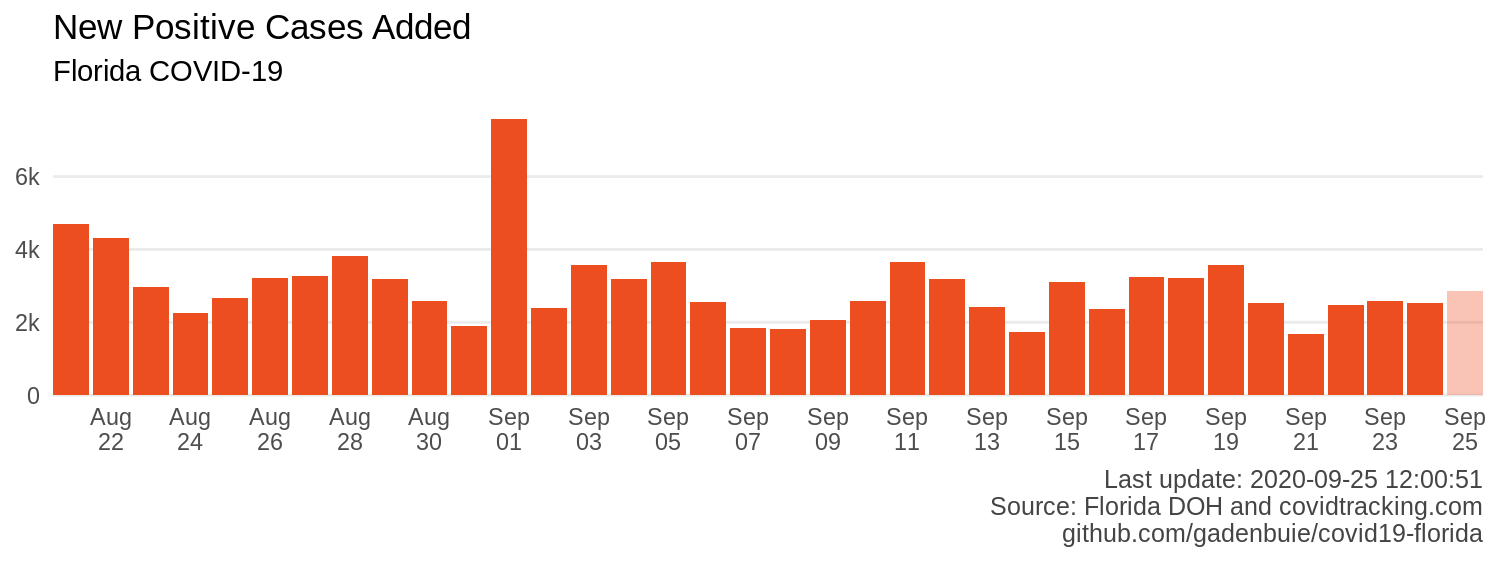 New Positive Cases Added
Florida COVID-19
6k
4k
2k
0
Aug Aug Aug Aug Aug Sep Sep Sep Sep Sep Sep Sep Sep Sep Sep Sep Sep Sep
22 24 26 28 30 01 03 05 07 09 11 13 15 17 19 21 23 25
Last update: 2020-09-25 12:00:51
Source: Florida DOH and covidtracking.com
github.com/gadenbuie/covid19-florida